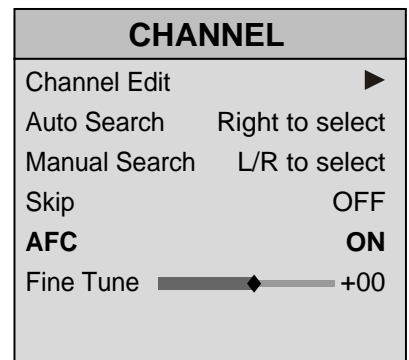 CHANNEL
Channel Edit
Auto Search Right to select
Manual Search L/R to select
Skip OFF
AFC ON
Fine Tune +00